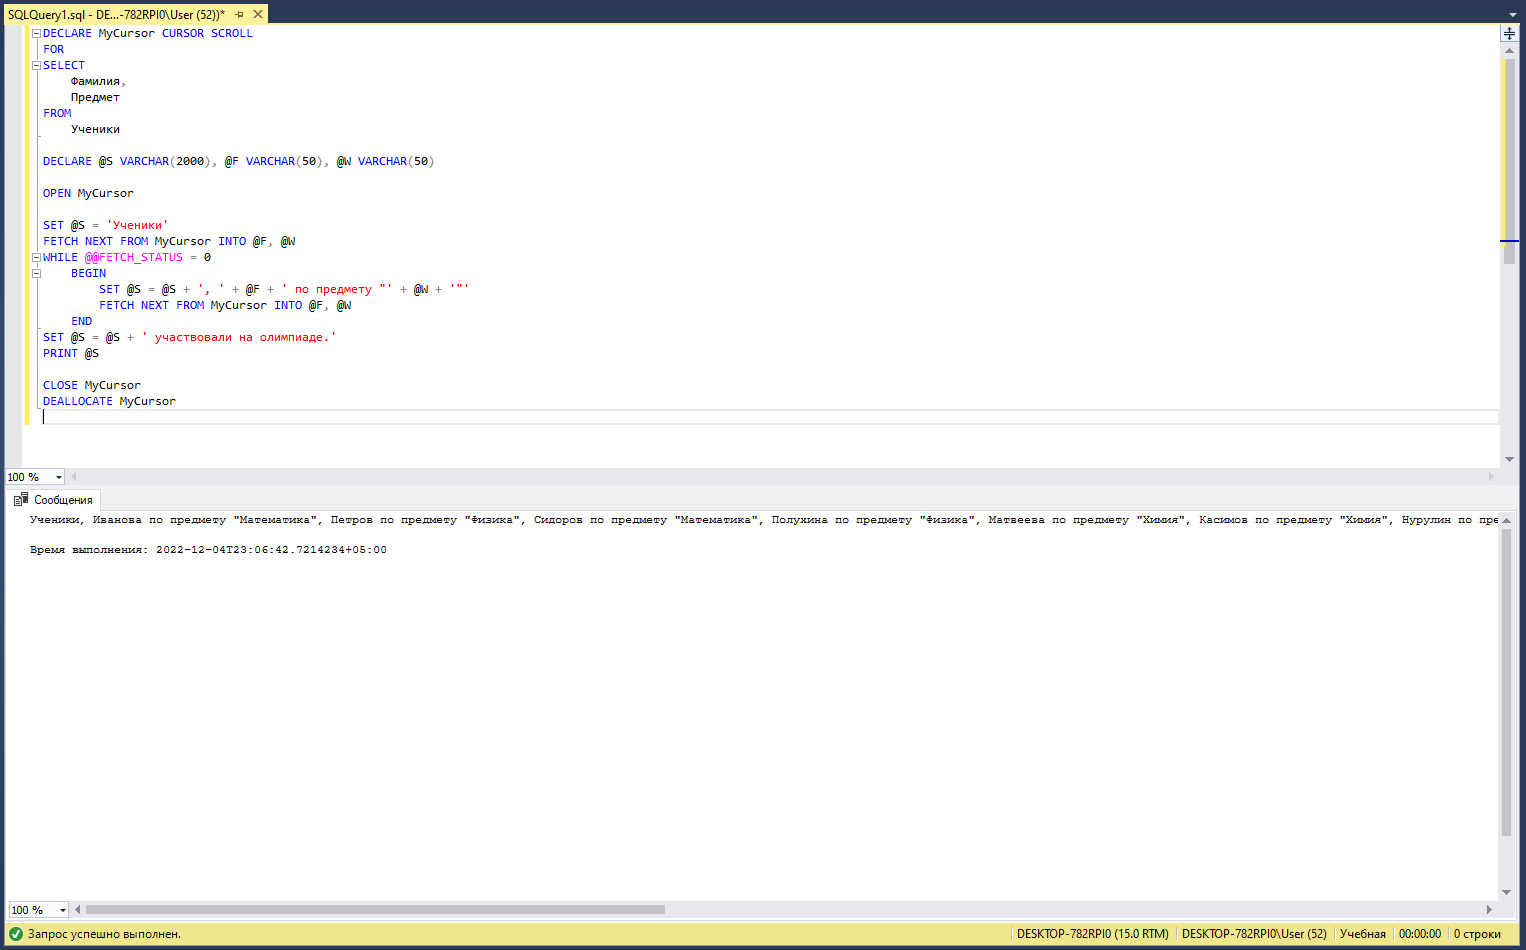 SQLQuery1.sql - DE...-782RPI0\User (52))*
DECLARE MyCursor CURSOR SCROLL
FOR
SELECT
Фамилия,
Предмет
FROM
Ученики
DECLARE @S VARCHAR(2000), @F VARCHAR(50), @W VARCHAR(50)
OPEN MyCursor
SET @S = 'Ученики'
FETCH NEXT FROM MyCursor INTO @F, @W
WHILE @@FETCH_STATUS = 0
BEGIN
SET @S = @S + ', ' + @F + ' по предмету "' + @W + '"'
FETCH NEXT FROM MyCursor INTO @F, @W
END
SET @S = @S + ' участвовали на олимпиаде.'
PRINT @S
CLOSE MyCursor
DEALLOCATE MyCursor
100 %
Сообщения
Ученики, Иванова по предмету "Математика", Петров по предмету "Физика", Сидоров по предмету "Математика", Полухина по предмету "Физика", Матвеева по предмету "Химия", Касимов по предмету "Химия", Нурулин по пре
Время выполнения: 2022-12-04T23:06:42.7214234+05:00
100 %
Запрос успешно выполнен.
DESKTOP-782RPI0 (15.0 RTM)
DESKTOP-782RPI0\User (52)
Учебная
00:00:00
0 строки